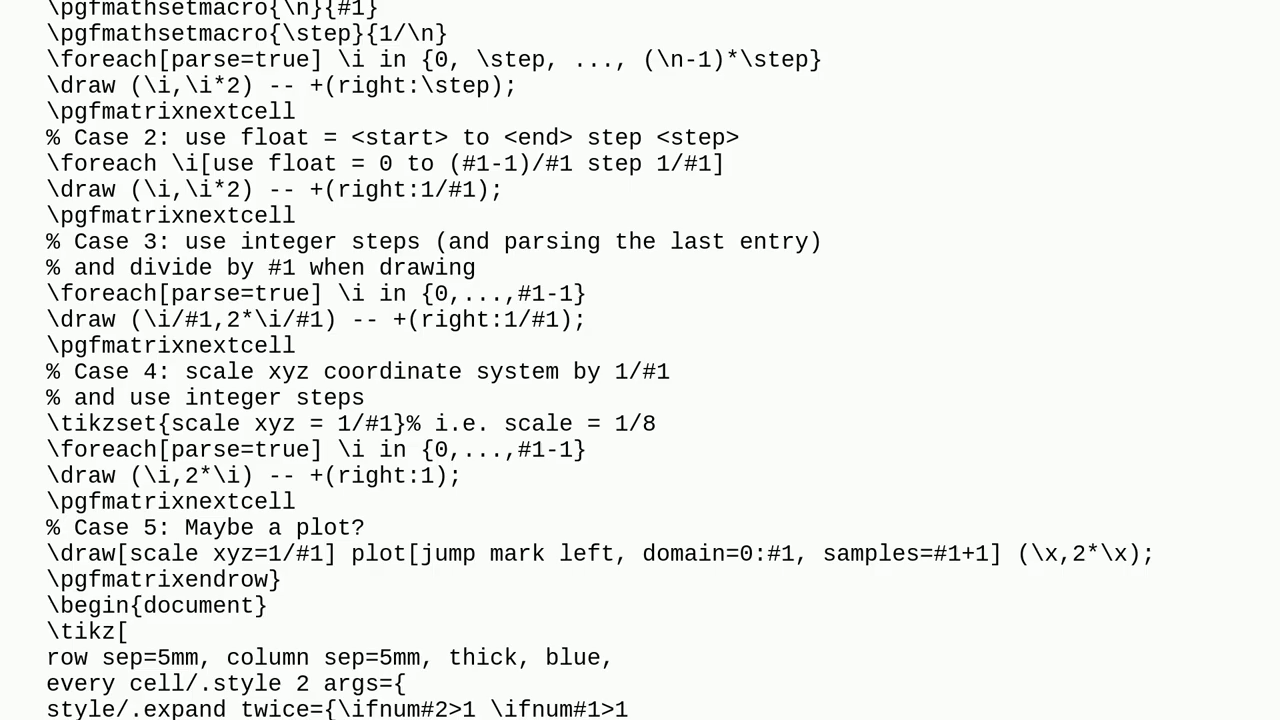 \pgfmathsetmacro{\n}{#1}
\pgfmathsetmacro{\step}{1/\n}
\foreach[parse=true] \i in {0, \step, ..., (\n-1)*\step}
\draw (\i,\i*2) -- +(right:\step);
\pgfmatrixnextcell
% Case 2: use float = <start> to <end> step <step>
\foreach \i[use float = 0 to (#1-1)/#1 step 1/#1]
\draw (\i,\i*2) -- +(right:1/#1);
\pgfmatrixnextcell
% Case 3: use integer steps (and parsing the last entry)
% and divide by #1 when drawing
\foreach[parse=true] \i in {0,...,#1-1}
\draw (\i/#1,2*\i/#1) -- +(right:1/#1);
\pgfmatrixnextcell
% Case 4: scale xyz coordinate system by 1/#1
% and use integer steps
\tikzset{scale xyz = 1/#1}% i.e. scale = 1/8
\foreach[parse=true] \i in {0,...,#1-1}
\draw (\i,2*\i) -- +(right:1);
\pgfmatrixnextcell
% Case 5: Maybe a plot?
\draw[scale xyz=1/#1] plot[jump mark left, domain=0:#1, samples=#1+1] (\x,2*\x);
\pgfmatrixendrow}
\begin{document}
\tikz[
row sep=5mm, column sep=5mm, thick, blue,
every cell/.style 2 args={
style/.expand twice={\ifnum#2>1 \ifnum#1>1